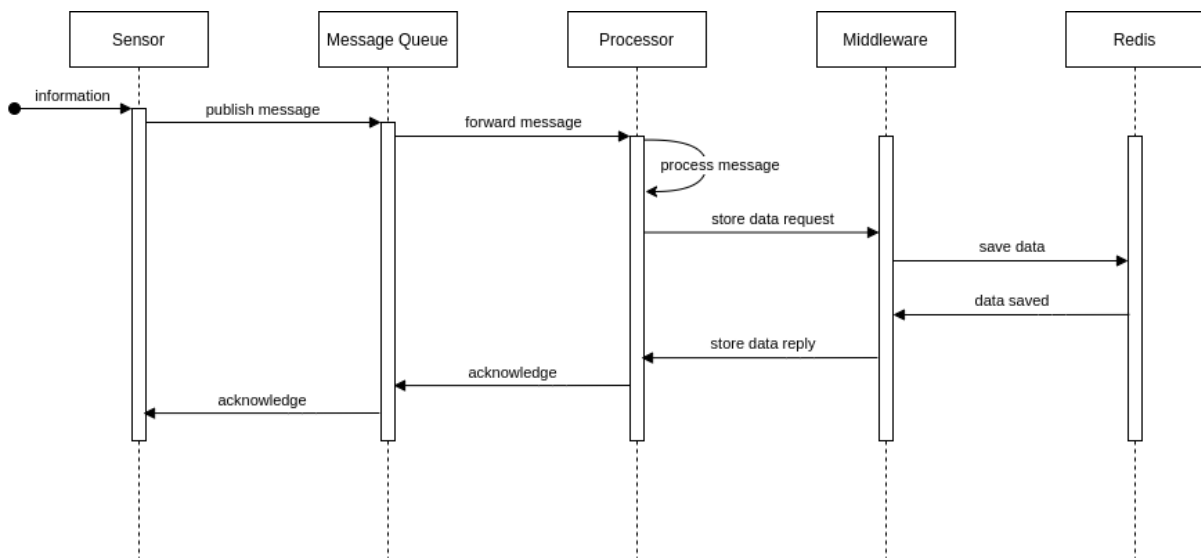 Sensor
Message Queue
Processor
Middleware
Redis
information
publish message
forward message
process message
store data request
save data
data saved
store data reply
acknowledge
acknowledge